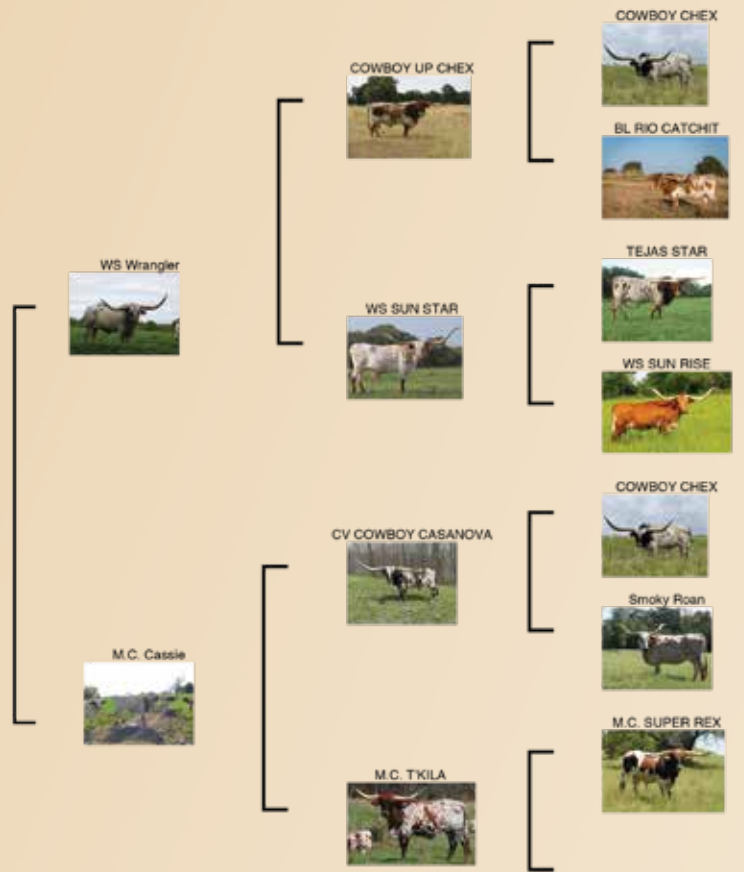 COWBOY CHEX
COWBOY UP CHEX
BL RIO CATCHIT
WS Wrangler
TEJAS STAR
WS SUN STAR
WS SUN RISE
COWBOY CHEX
CV COWBOY CASANOVA
Smoky Roan
M.C. Cassie
M.C. SUPER REX
M.C. T'KILA